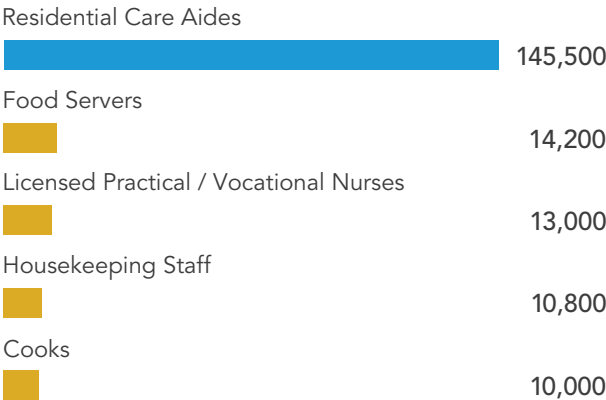 Residential Care Aides
145,500
Food Servers
14,200
Licensed Practical / Vocational Nurses
13,000
Housekeeping Staff
10,800
Cooks
10,000